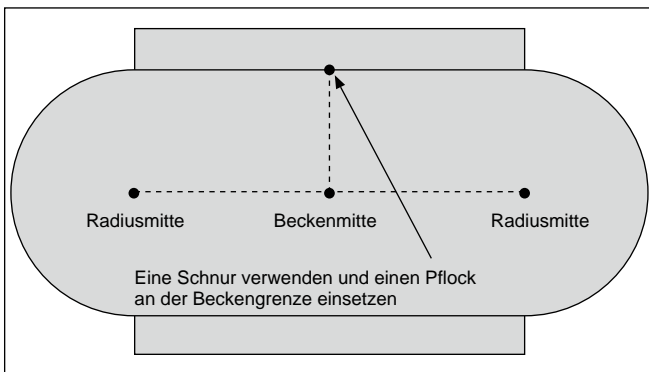 Radiusmitte Beckenmitte Radiusmitte
Eine Schnur verwenden und einen Pflock
an der Beckengrenze einsetzen